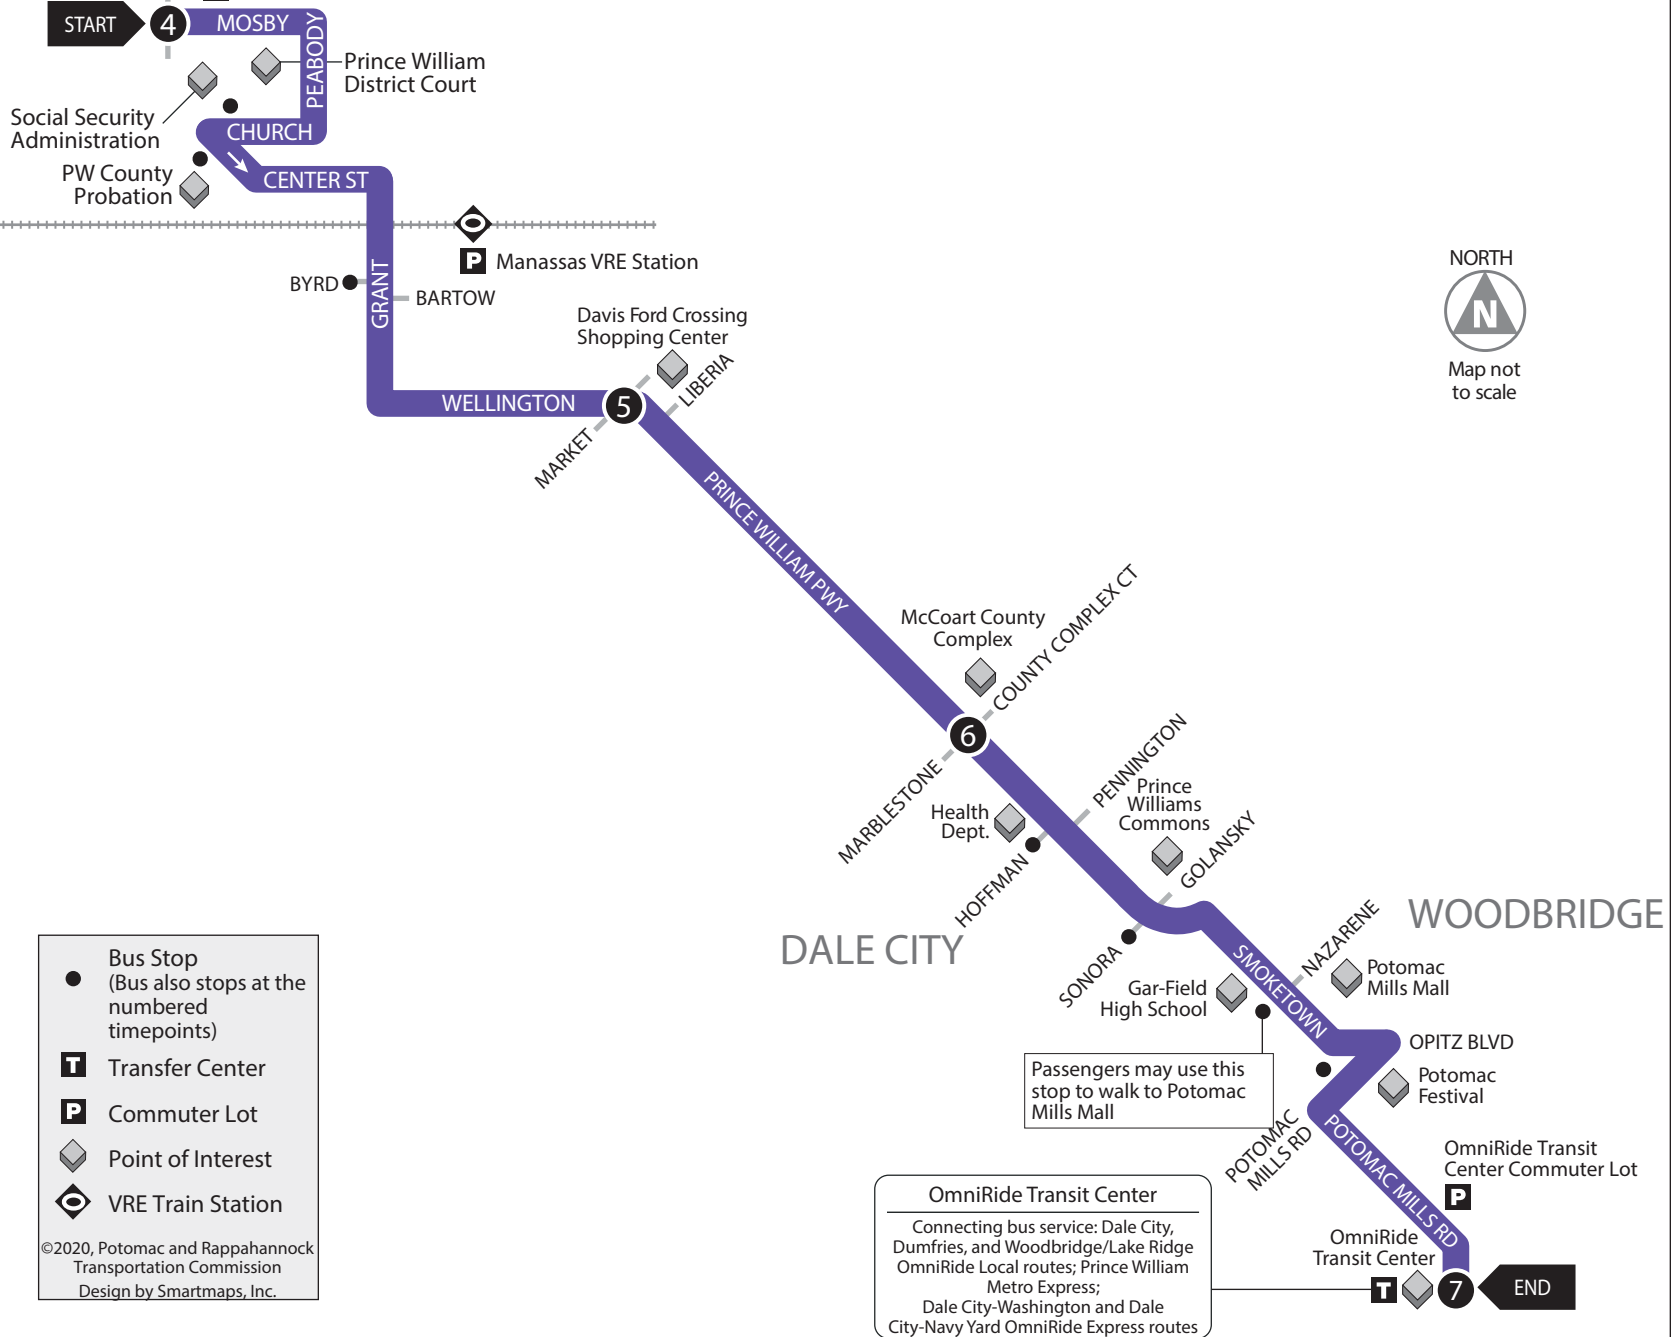 START
4
MOSBY
PEABODY
Prince William
District Court
Social Security
Administration
CHURCH
PW County
Probation
CENTER ST
P
Manassas VRE Station
BYRD
GRANT
BARTOW
NORTH
N
Map not
to scale
Davis Ford Crossing
Shopping Center
LIBERIA
WELLINGTON
5
MARKET
PRINCE WILLIAM PWY
McCoart County
Complex
COUNTY COMPLEX CT
6
MARBLESTONE
PENNINGTON
Health
Dept.
HOFFMAN
Prince
Williams
Commons
GOLANSKY
DALE CITY
WOODBRIDGE
SONORA
SMOKETOWN
NAZARENE
Potomac
Mills Mall
Gar-Field
High School
OPITZ BLVD
Passengers may use this
stop to walk to Potomac
Mills Mall
Potomac
Festival
POTOMAC
MILLS RD
POTOMAC MILLS RD
OmniRide Transit
Center Commuter Lot
P
OmniRide
Transit Center
T
7
END
OmniRide Transit Center
Connecting bus service: Dale City,
Dumfries, and Woodbridge/Lake Ridge
OmniRide Local routes; Prince William
Metro Express;
Dale City-Washington and Dale
City-Navy Yard OmniRide Express routes
Bus Stop
(Bus also stops at the
numbered
timepoints)
T Transfer Center
P Commuter Lot
Point of Interest
VRE Train Station
©2020, Potomac and Rappahannock
Transportation Commission
Design by Smartmaps, Inc.